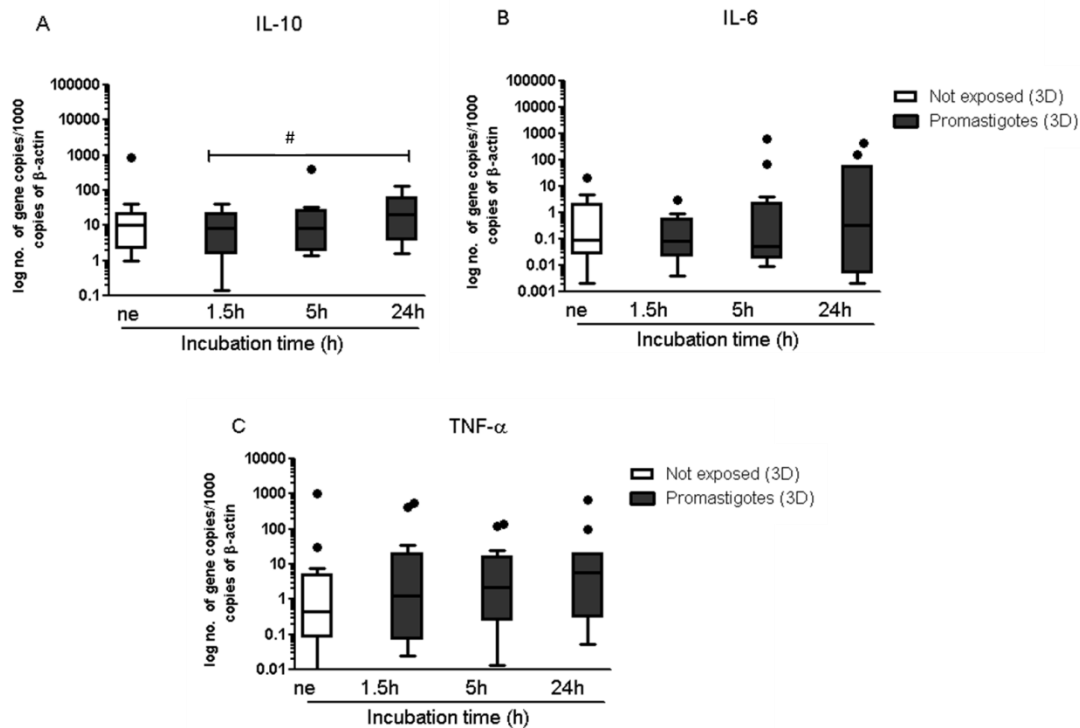 A
IL-10
log no. of gene copies/1000
copies of β-actin
100000
10000
1000
100
10
1
0.1
#
ne
1.5h
5h
24h
Incubation time (h)
B
IL-6
log no. of gene copies/1000
copies of β-actin
100000
10000
1000
100
10
1
0.1
0.01
0.001
ne
1.5h
5h
24h
Incubation time (h)
Not exposed (3D)
Promastigotes (3D)
C
TNF-α
log no. of gene copies/1000
copies of β-actin
10000
1000
100
10
1
0.1
0.01
ne
1.5h
5h
24h
Incubation time (h)
Not exposed (3D)
Promastigotes (3D)